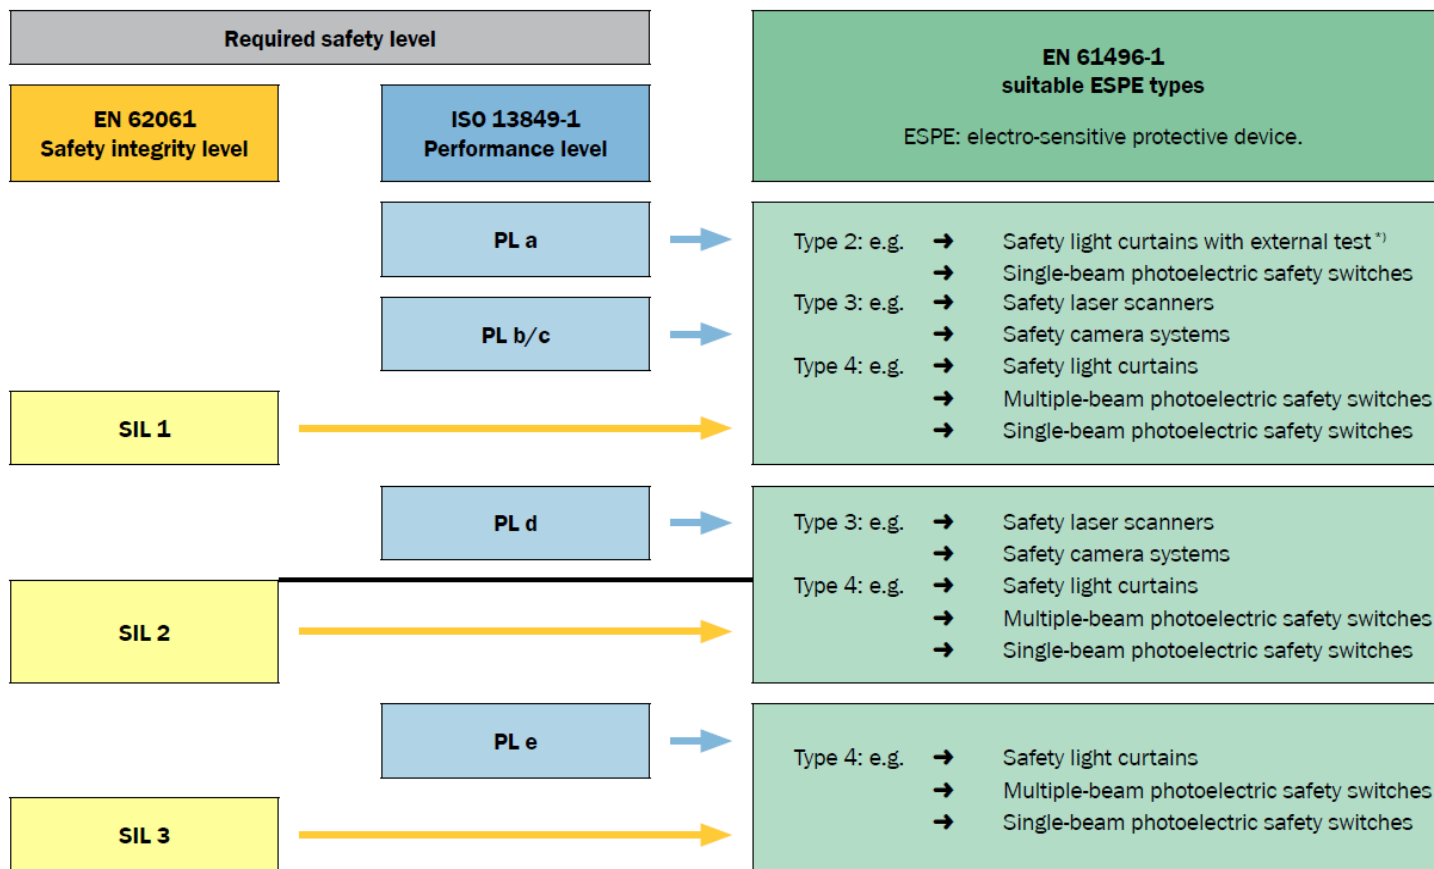 Required safety level
EN 61496-1
suitable ESPE types
ESPE: electro-sensitive protective device.
EN 62061
Safety integrity level
ISO 13849-1
Performance level
PL a
Type 2: e.g. ➔ Safety light curtains with external test *)
➔ Single-beam photoelectric safety switches
Type 3: e.g. ➔ Safety laser scanners
PL b/c
➔ Safety camera systems
Type 4: e.g. ➔ Safety light curtains
➔ Multiple-beam photoelectric safety switches
SIL 1
➔ Single-beam photoelectric safety switches
PL d
Type 3: e.g. ➔ Safety laser scanners
➔ Safety camera systems
Type 4: e.g. ➔ Safety light curtains
➔ Multiple-beam photoelectric safety switches
SIL 2
➔ Single-beam photoelectric safety switches
PL e
Type 4: e.g. ➔ Safety light curtains
➔ Multiple-beam photoelectric safety switches
➔ Single-beam photoelectric safety switches
SIL 3